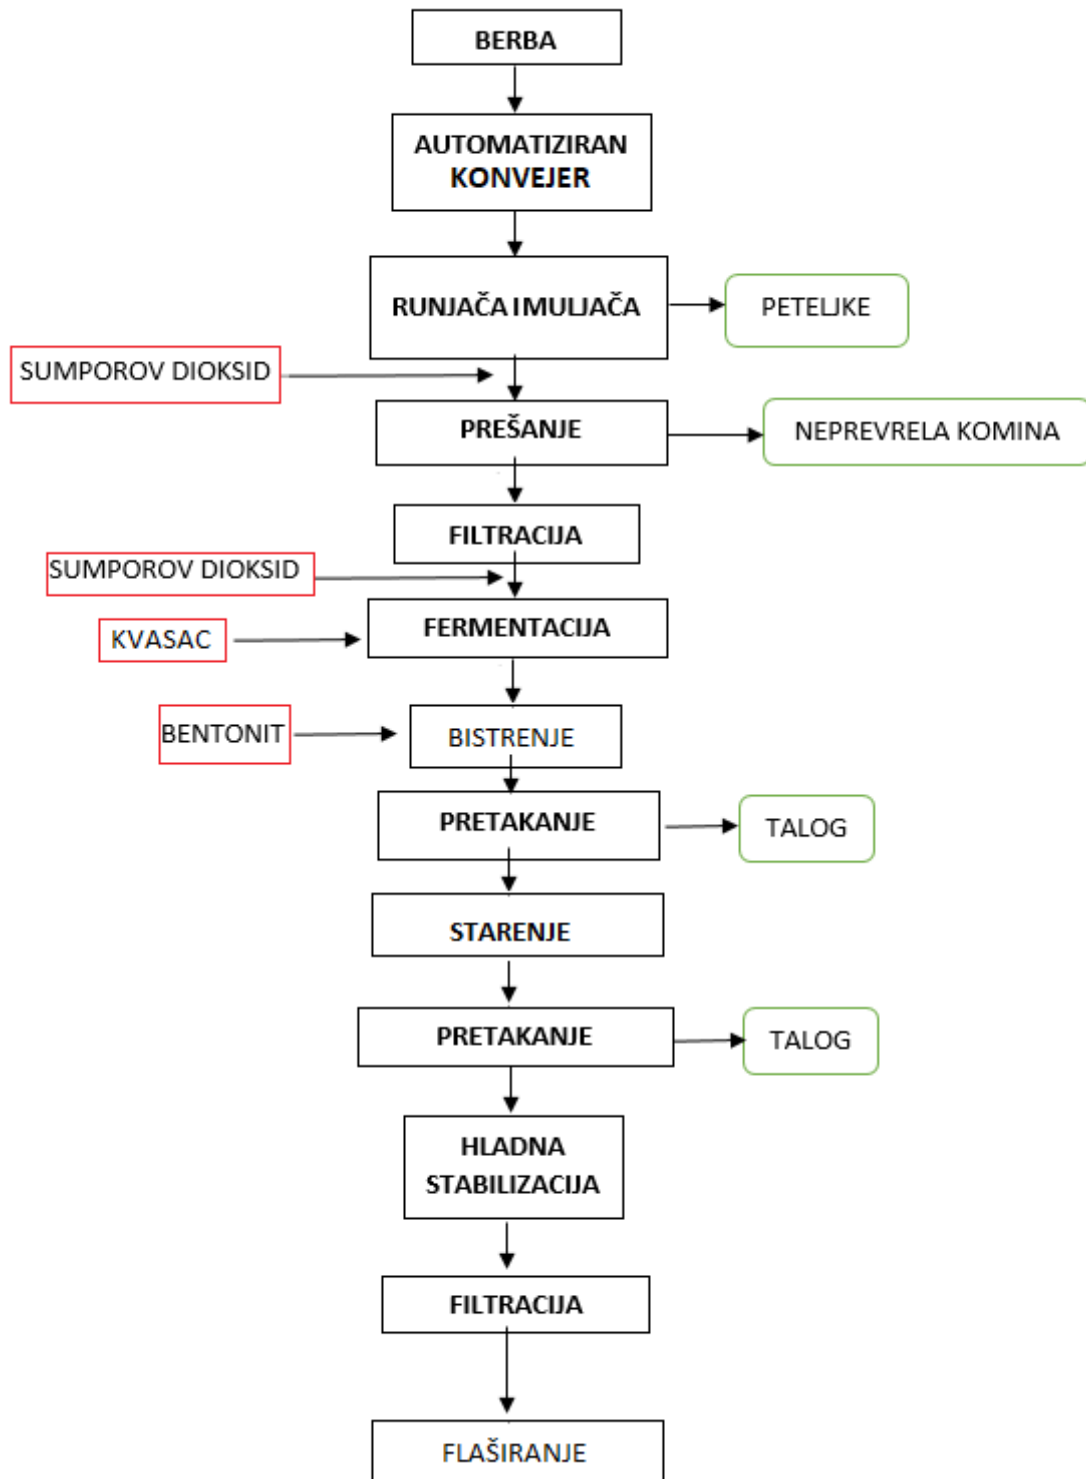 BERBA
AUTOMATIZIRAN
KONVEJER
RUNJAČA I MULJAČA
PETELJKE
SUMPOROV DIOKSID
PREŠANJE
NEPREVRELA KOMINA
FILTRACIJA
SUMPOROV DIOKSID
FERMENTACIJA
KVASAC
BENTONIT
BISTRENJE
PRETAKANJE
TALOG
STARENJE
PRETAKANJE
TALOG
HLADNA
STABILIZACIJA
FILTRACIJA
FLAŠIRANJE